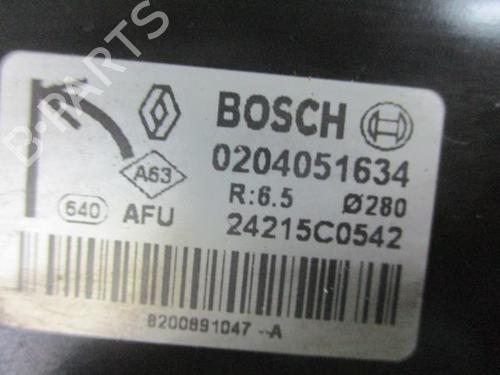 BOSCH
A63
0204051634
R:6.5 Ø280
640 AFU 24215C0542
8200891047--A
B-PARTS